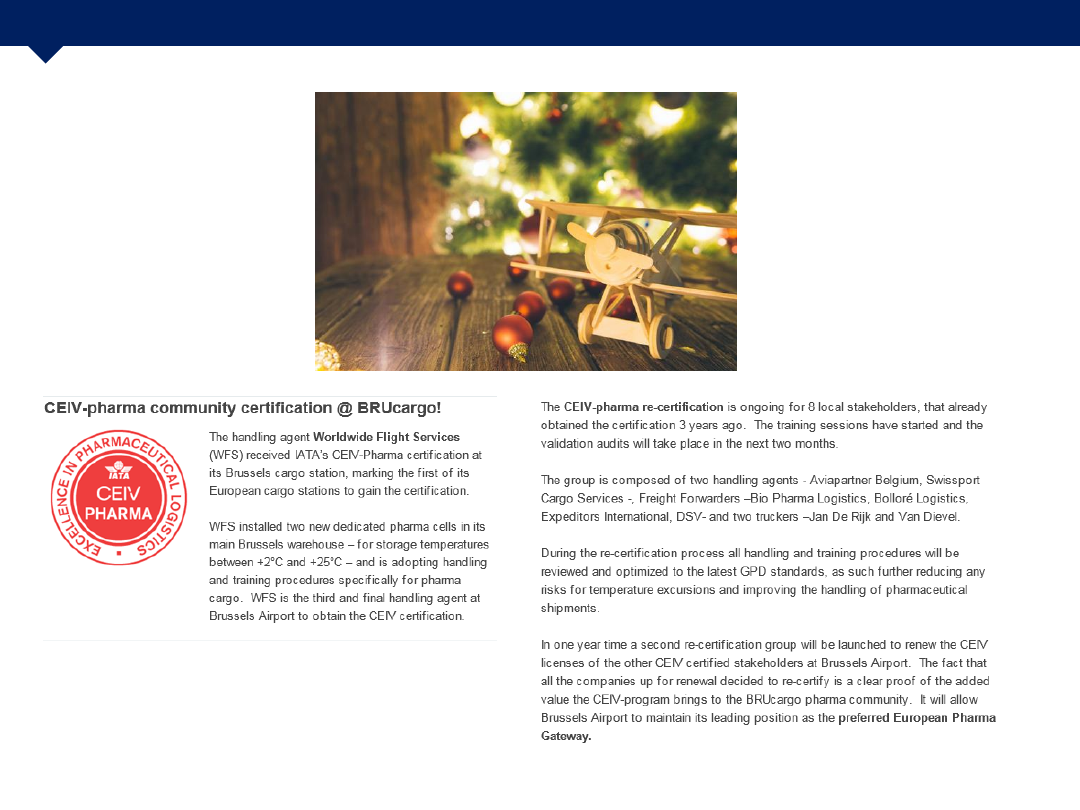 CEIV-pharma community certification @ BRUcargo!
EXCELLENCE IN PHARMACEUTICAL LOGISTICS
IATA
CEIV
PHARMA
The handling agent Worldwide Flight Services
(WFS) received IATA's CEIV-Pharma certification at
its Brussels cargo station, marking the first of its
European cargo stations to gain the certification.
WFS installed two new dedicated pharma cells in its
main Brussels warehouse – for storage temperatures
between +2°C and +25°C – and is adopting handling
and training procedures specifically for pharma
cargo.  WFS is the third and final handling agent at
Brussels Airport to obtain the CEIV certification.
The CEIV-pharma re-certification is ongoing for 8 local stakeholders, that already
obtained the certification 3 years ago.  The training sessions have started and the
validation audits will take place in the next two months.
The group is composed of two handling agents - Aviapartner Belgium, Swissport
Cargo Services -, Freight Forwarders –Bio Pharma Logistics, Bolloré Logistics,
Expeditors International, DSV- and two truckers –Jan De Rijk and Van Dievel.
During the re-certification process all handling and training procedures will be
reviewed and optimized to the latest GPD standards, as such further reducing any
risks for temperature excursions and improving the handling of pharmaceutical
shipments.
In one year time a second re-certification group will be launched to renew the CEIV
licenses of the other CEIV certified stakeholders at Brussels Airport.  The fact that
all the companies up for renewal decided to re-certify is a clear proof of the added
value the CEIV-program brings to the BRUcargo pharma community.  It will allow
Brussels Airport to maintain its leading position as the preferred European Pharma
Gateway.